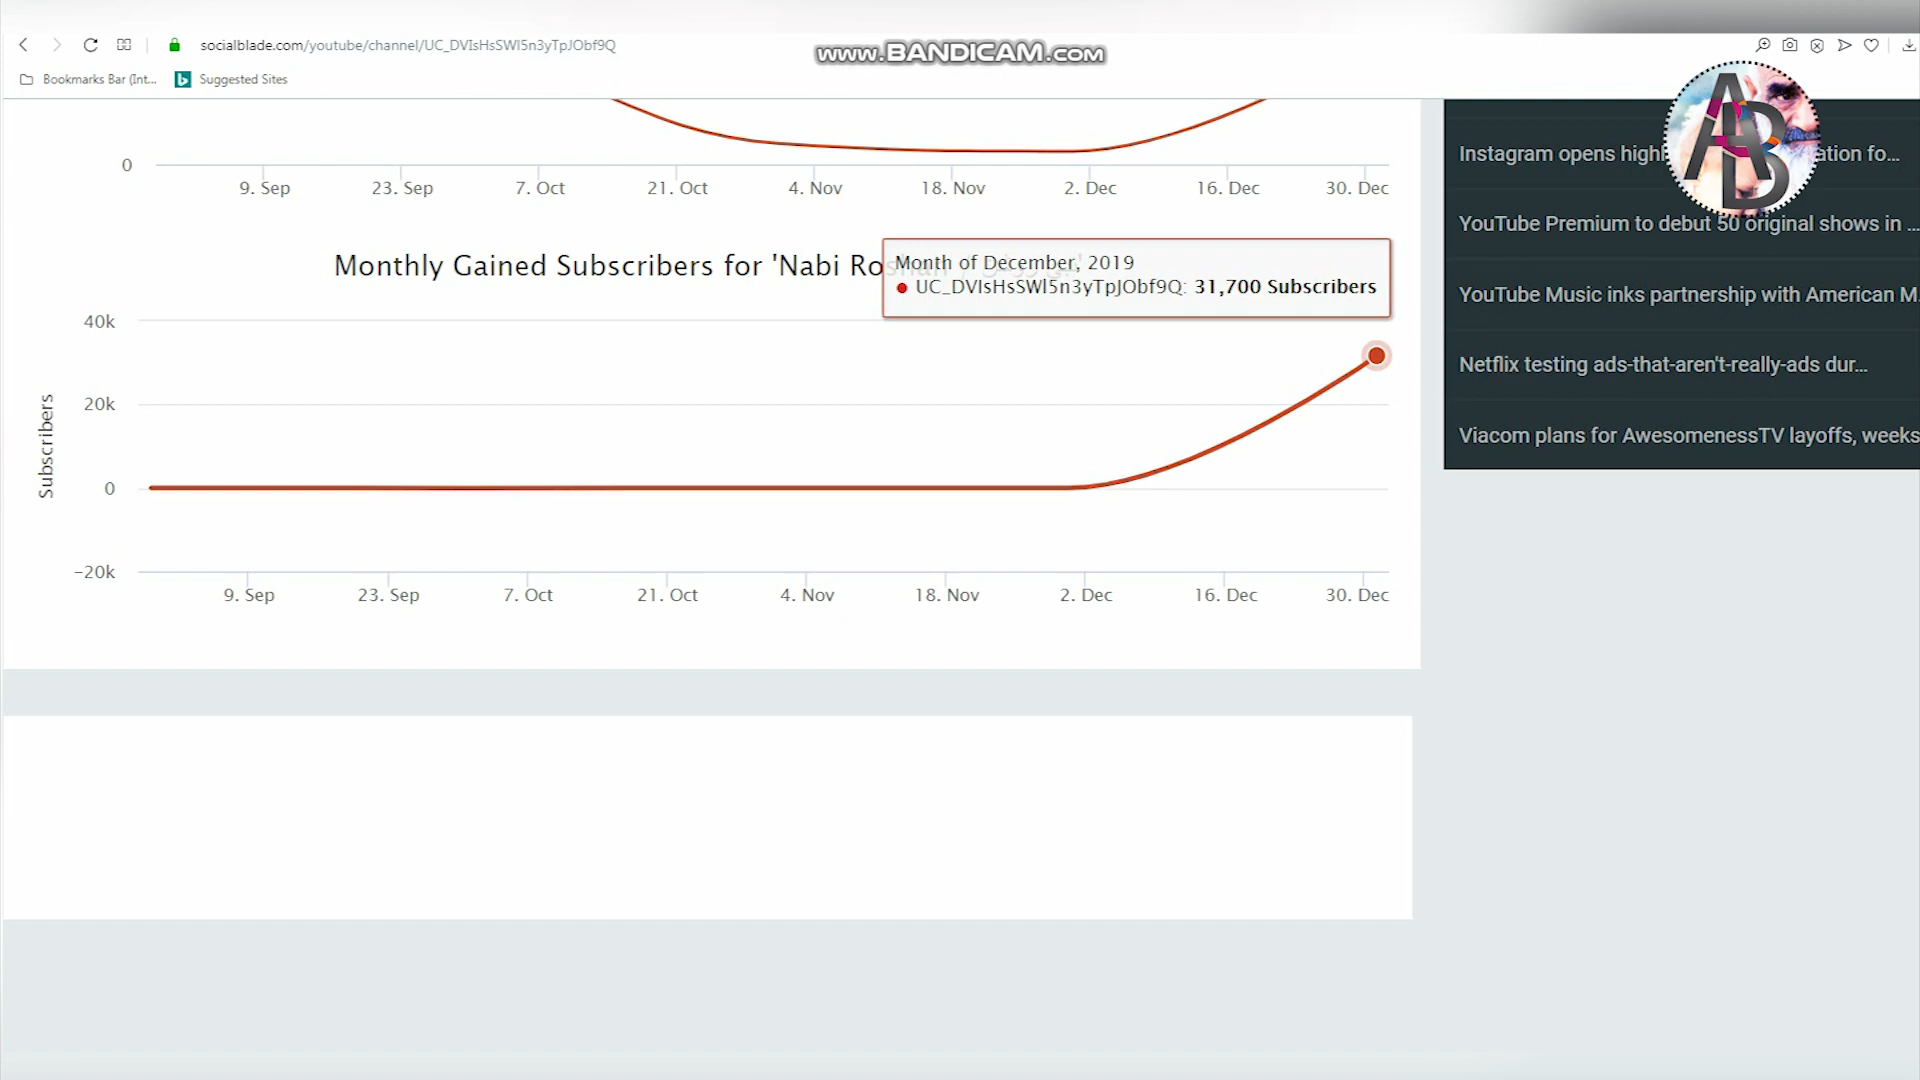 socialblade.com/youtube/channel/UC_DVIsHsSWl5n3yTpJObf9Q
www.BANDICAM.com
Bookmarks Bar (Int...
Suggested Sites
0
9. Sep 23. Sep 7. Oct 21. Oct 4. Nov 18. Nov 2. Dec 16. Dec 30. Dec
Monthly Gained Subscribers for 'Nabi Roshan
Month of December, 2019
UC_DVIsHsSWl5n3yTpJObf9Q: 31,700 Subscribers
40k
20k
0
−20k
Subscribers
9. Sep 23. Sep 7. Oct 21. Oct 4. Nov 18. Nov 2. Dec 16. Dec 30. Dec
Instagram opens fo...
YouTube Premium to debut 50 original shows in ...
YouTube Music inks partnership with American M
Netflix testing ads-that-aren't-really-ads dur...
Viacom plans for AwesomenessTV layoffs, weeks